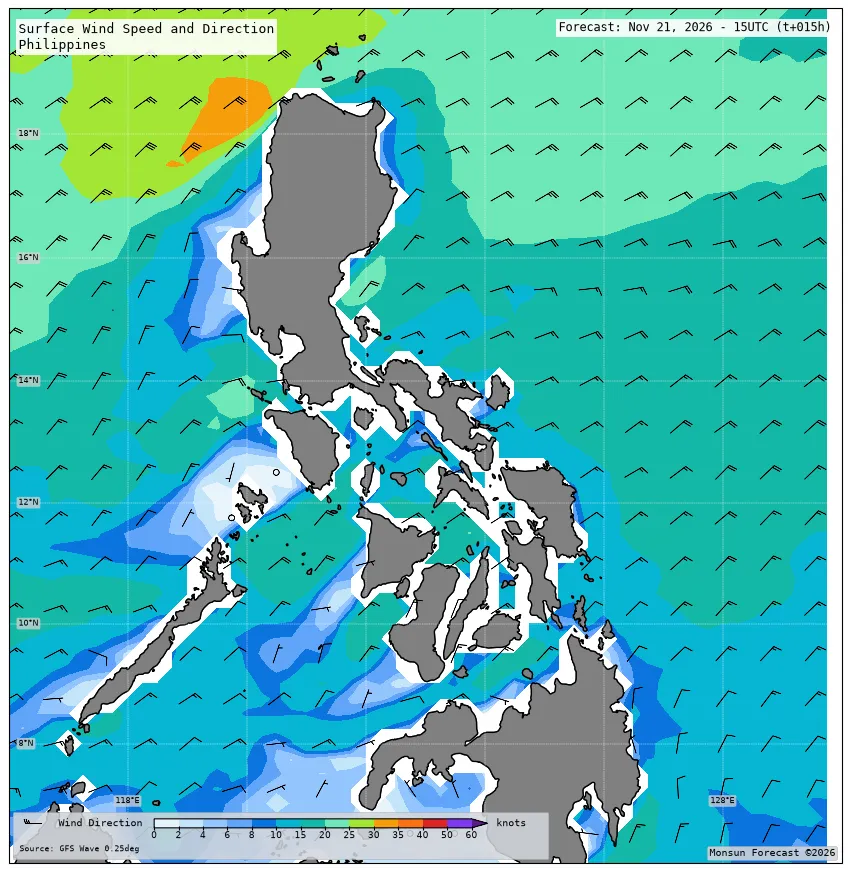 Surface Wind Speed and Direction
Philippines
Forecast: Nov 21, 2026 - 15UTC (t+015h)
18°N
16°N
14°N
12°N
10°N
8°N
118°E
128°E
Wind Direction
knots
0 2 4 6 8 10 15 20 25 30 35 40 50 60
Source: GFS Wave 0.25deg
Monsun Forecast ©2026